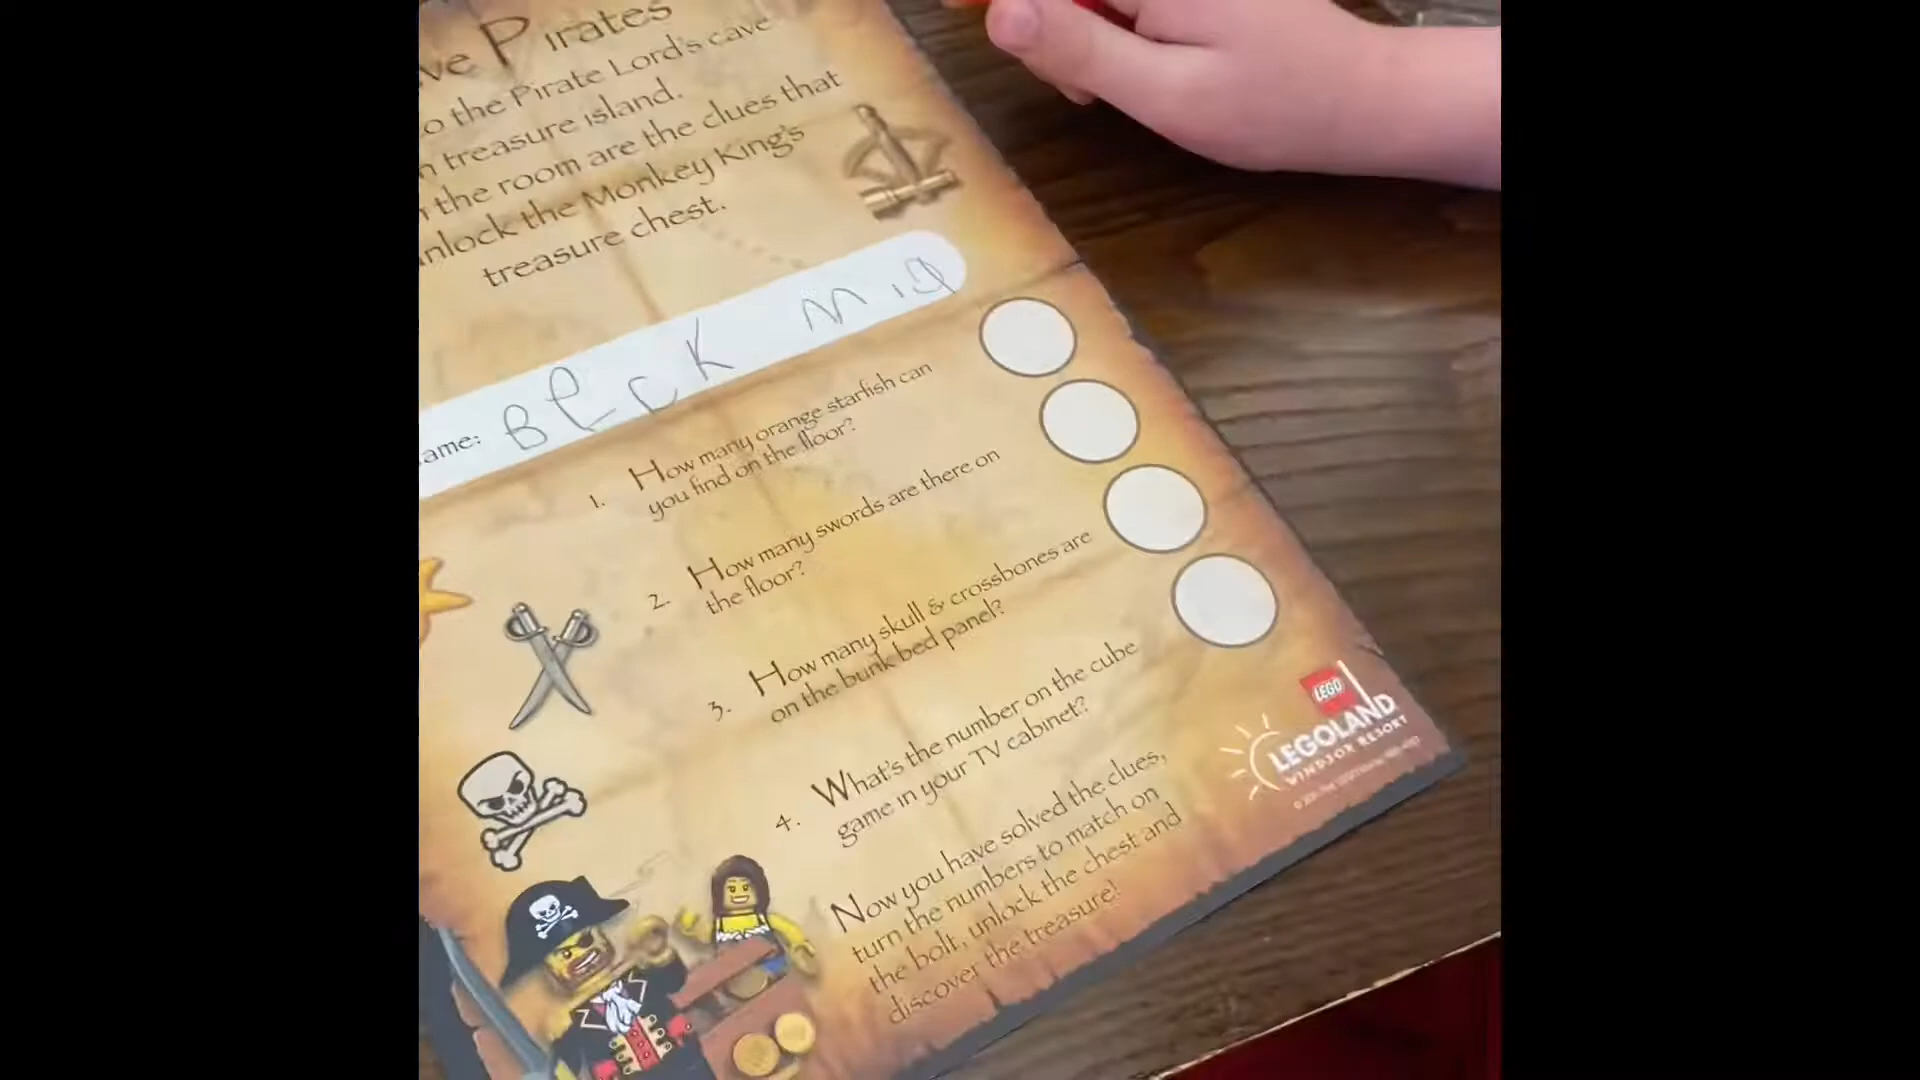 Pirates
to the Pirate Lord's cave
treasure island.
the room are the clues that
unlock the Monkey King's
treasure chest.
1. How many orange starfish can
you find on the floor?
2. How many swords are there on
the floor?
3. How many skull & crossbones are
on the bunk bed panel?
4. What's the number on the cube
game in your TV cabinet?
Now you have solved the clues,
turn the numbers to match on
the bolt, unlock the chest and
discover the treasure!
LEGO
LEGOLAND
WINDSOR RESORT